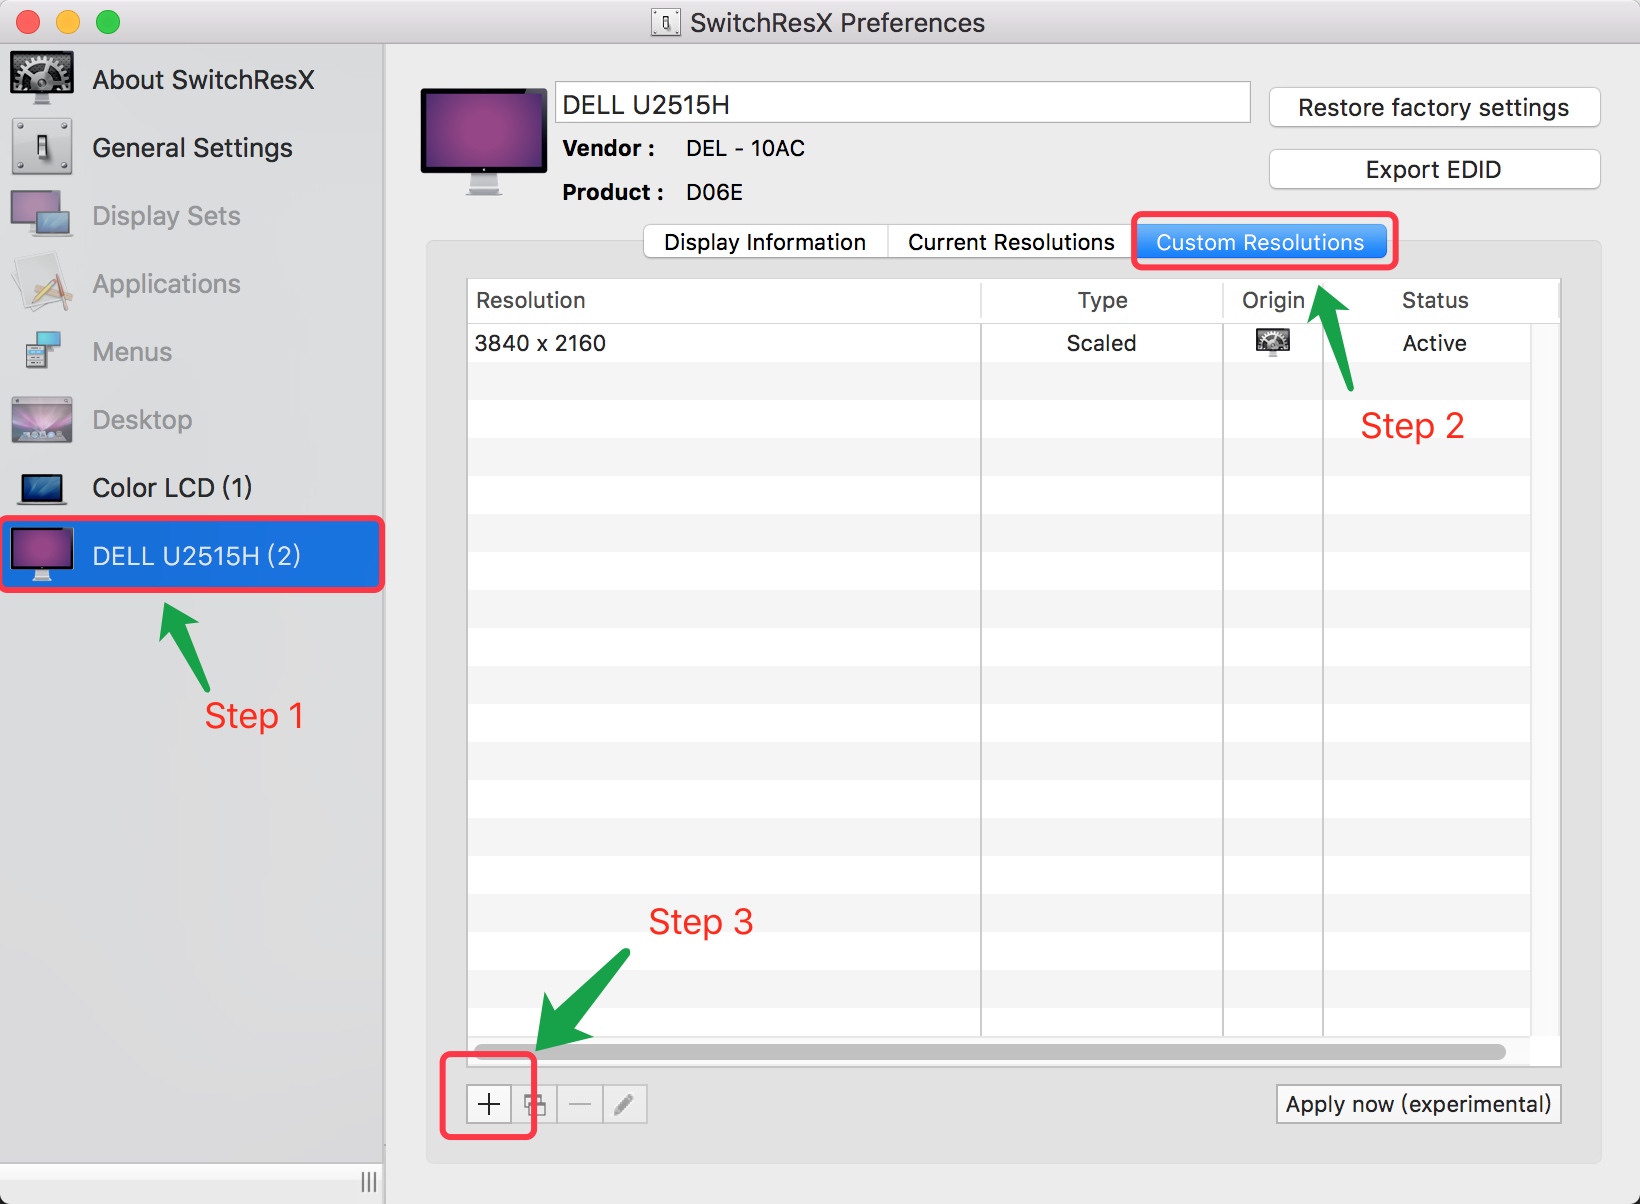 SwitchResX Preferences
About SwitchResX
General Settings
Display Sets
Applications
Menus
Desktop
Color LCD (1)
DELL U2515H (2)
Step 1
DELL U2515H
Vendor : DEL - 10AC
Product : D06E
Restore factory settings
Export EDID
Display Information Current Resolutions Custom Resolutions
Resolution Type Origin Status
3840 x 2160 Scaled Active
Step 2
Step 3
Apply now (experimental)